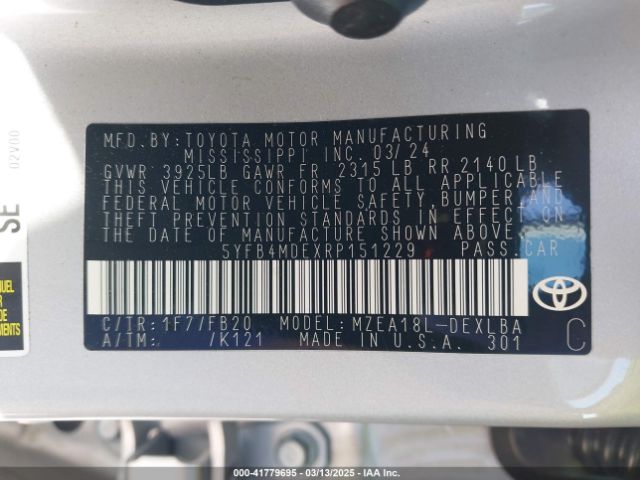 MFD.BY:TOYOTA MOTOR MANUFACTURING
MISSISSIPPI INC. 03/24
GVWR 3925LB GAWR FR 2315 LB RR 2140 LB
THIS VEHICLE CONFORMS TO ALL APPLICABLE
FEDERAL MOTOR VEHICLE SAFETY, BUMPER, AND
THEFT PREVENTION STANDARDS IN EFFECT ON
THE DATE OF MANUFACTURE SHOWN ABOVE.
5YFB4MDEXRP151229 PASS.CAR
C/TR: 1F7/FB20 MODEL: MZEA18L-DEXLBA
A/TM: /K121 MADE IN U.S.A. 301 C
SE
NUEL
MENTS
000-41779695 - 03/13/2025 - IAA Inc.